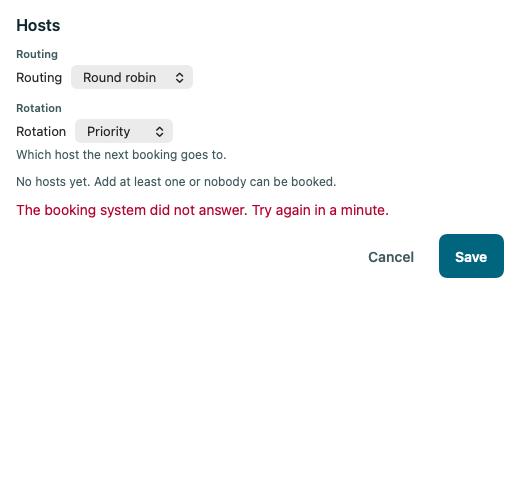 Hosts
Routing
Routing Round robin
Rotation
Rotation Priority
Which host the next booking goes to.
No hosts yet. Add at least one or nobody can be booked.
The booking system did not answer. Try again in a minute.
Cancel Save